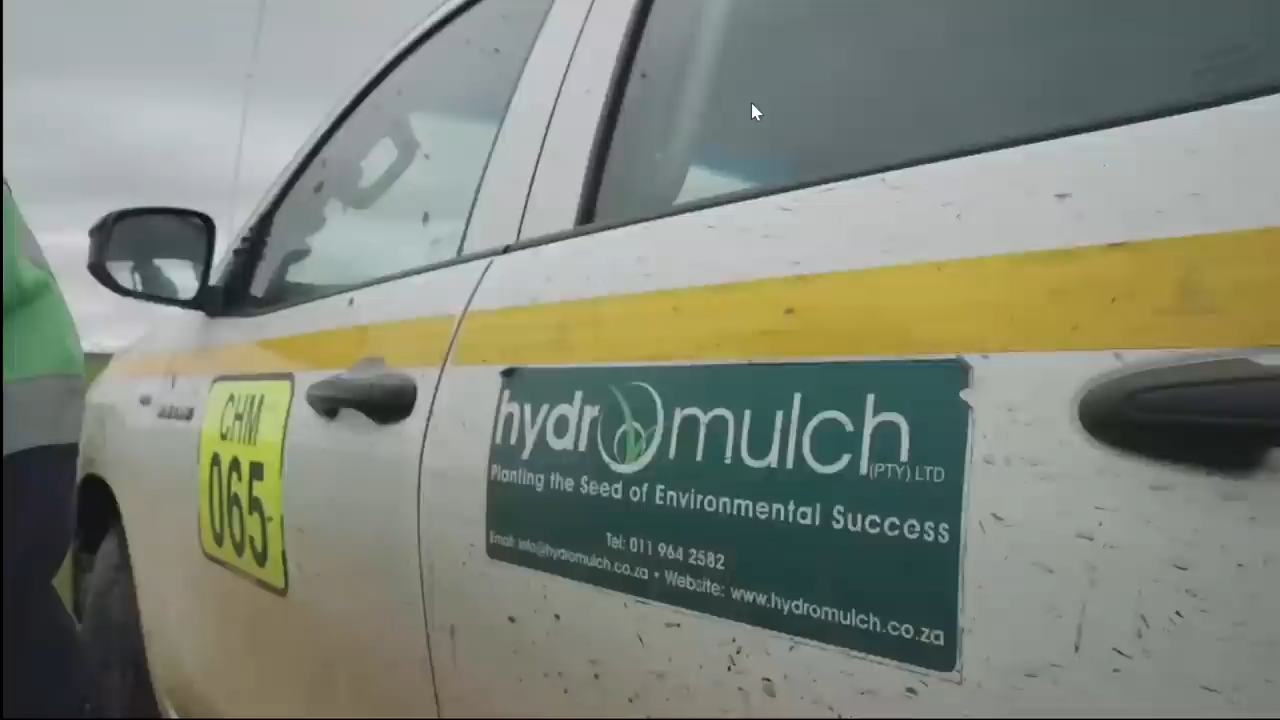 CHM
065
hydromulch
(PTY) LTD
Planting the Seed of Environmental Success
Tel: 011 964 2582
Email: info@hydromulch.co.za • Website: www.hydromulch.co.za